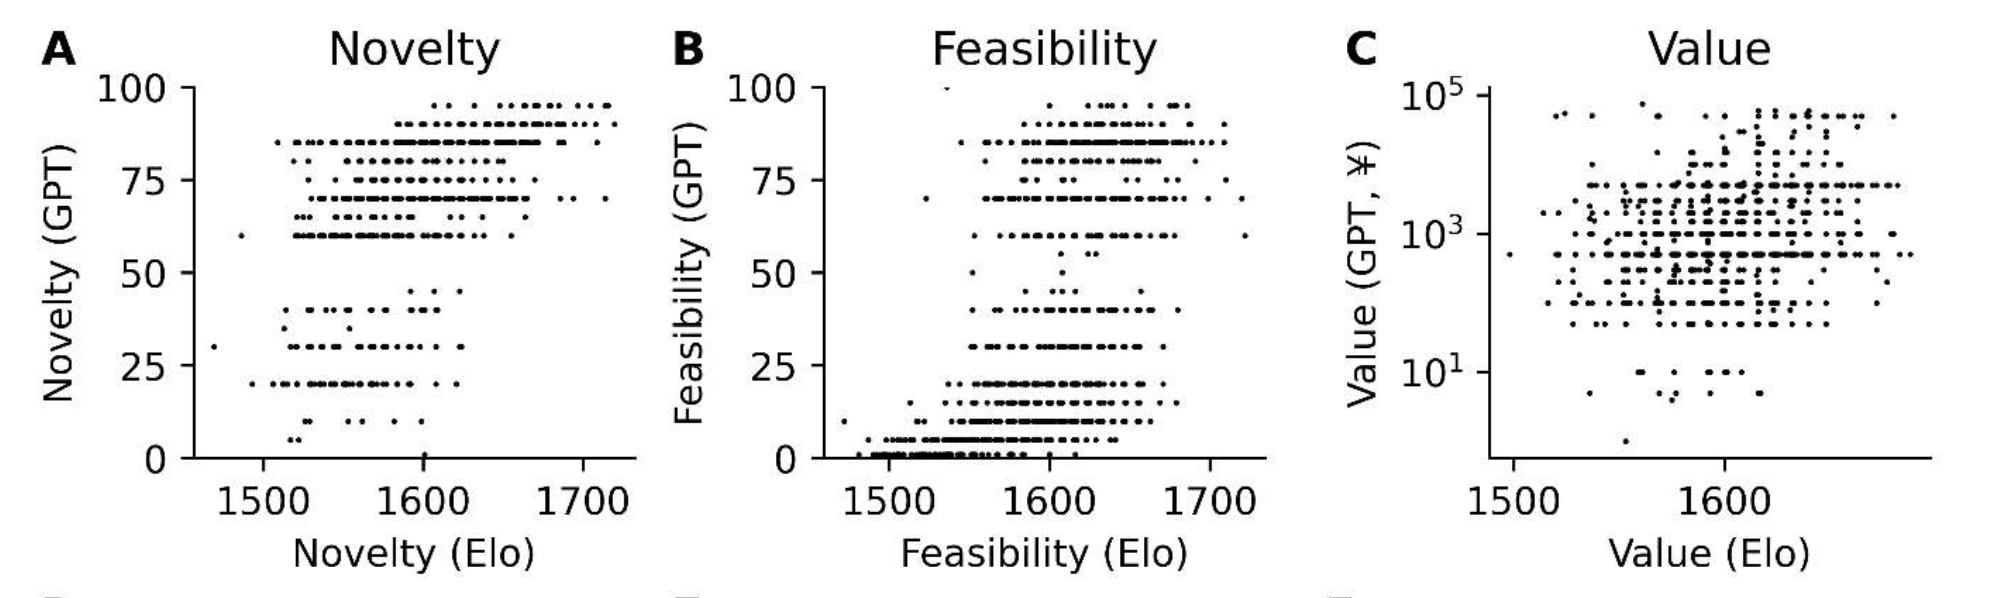 A Novelty
100
75
50
25
0
1500 1600 1700
Novelty (GPT)
Novelty (Elo)
B Feasibility
100
75
50
25
0
1500 1600 1700
Feasibility (GPT)
Feasibility (Elo)
C Value
10⁵
10³
10¹
1500 1600
Value (GPT, ¥)
Value (Elo)